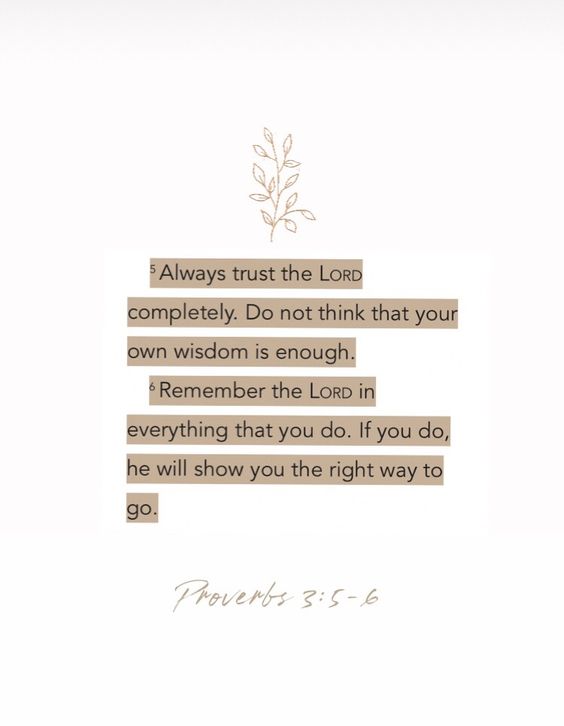 ⁵ Always trust the LORD
completely. Do not think that your
own wisdom is enough.
⁶ Remember the LORD in
everything that you do. If you do,
he will show you the right way to
go.
Proverbs 3:5-6